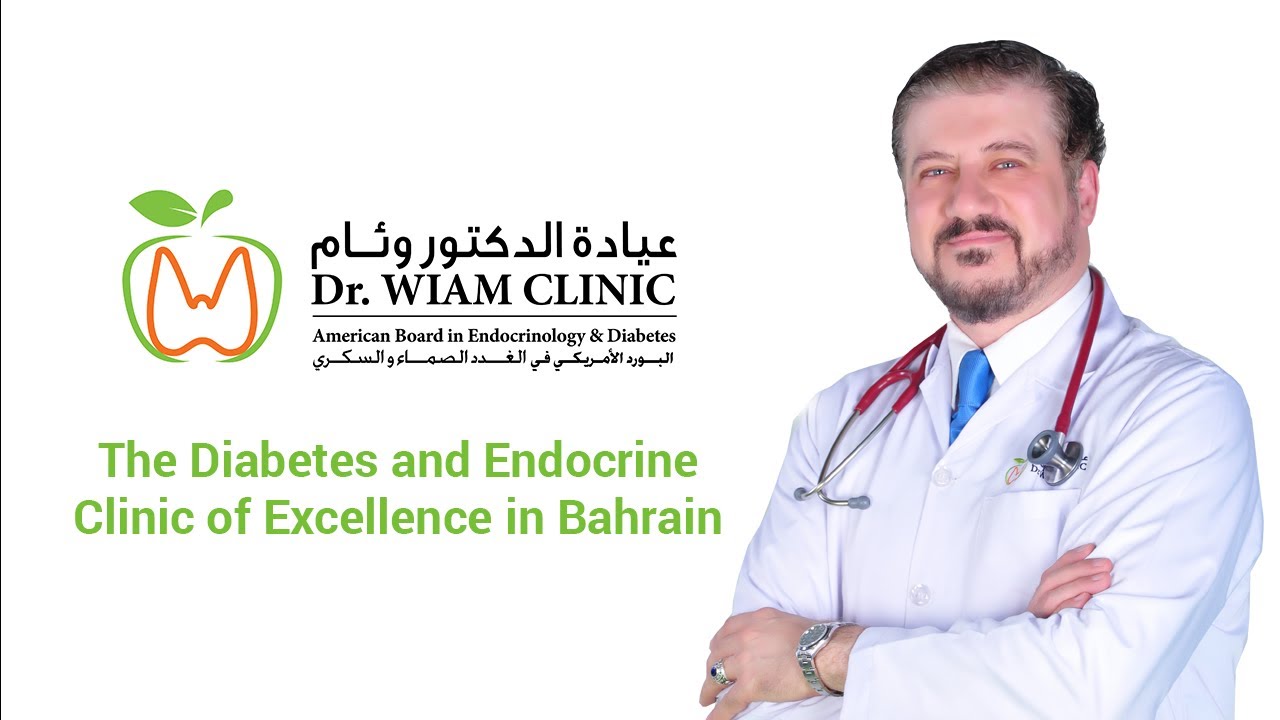 عيادة الدكتور وئام
Dr. WIAM CLINIC
American Board in Endocrinology & Diabetes
البورد الأمريكي في الغدد الصماء والسكري
The Diabetes and Endocrine
Clinic of Excellence in Bahrain